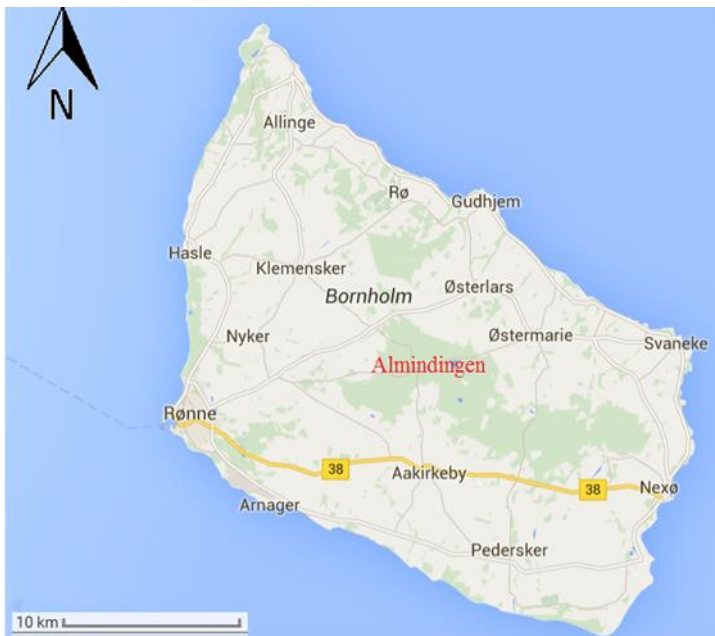 N
Allinge
Rø
Gudhjem
Hasle
Klemensker
Bornholm
Østerlars
Nyker
Østermarie
Svaneke
Almindingen
Rønne
38
Aakirkeby
38
Nexø
Arnager
Pedersker
10 km